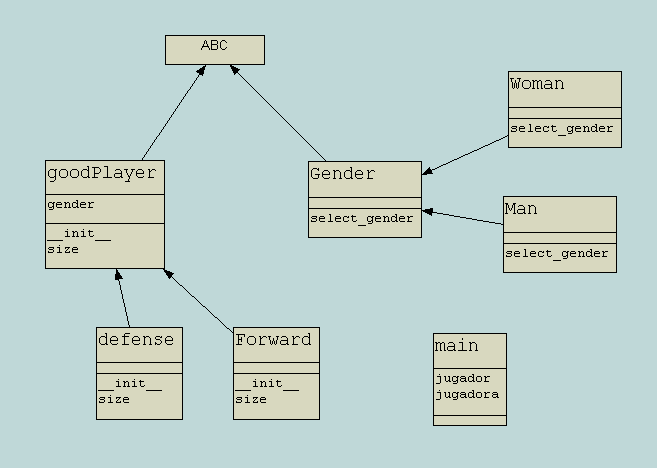 ABC
Woman
select_gender
goodPlayer
gender
__init__
size
Gender
select_gender
Man
select_gender
defense
__init__
size
Forward
__init__
size
main
jugador
jugadora